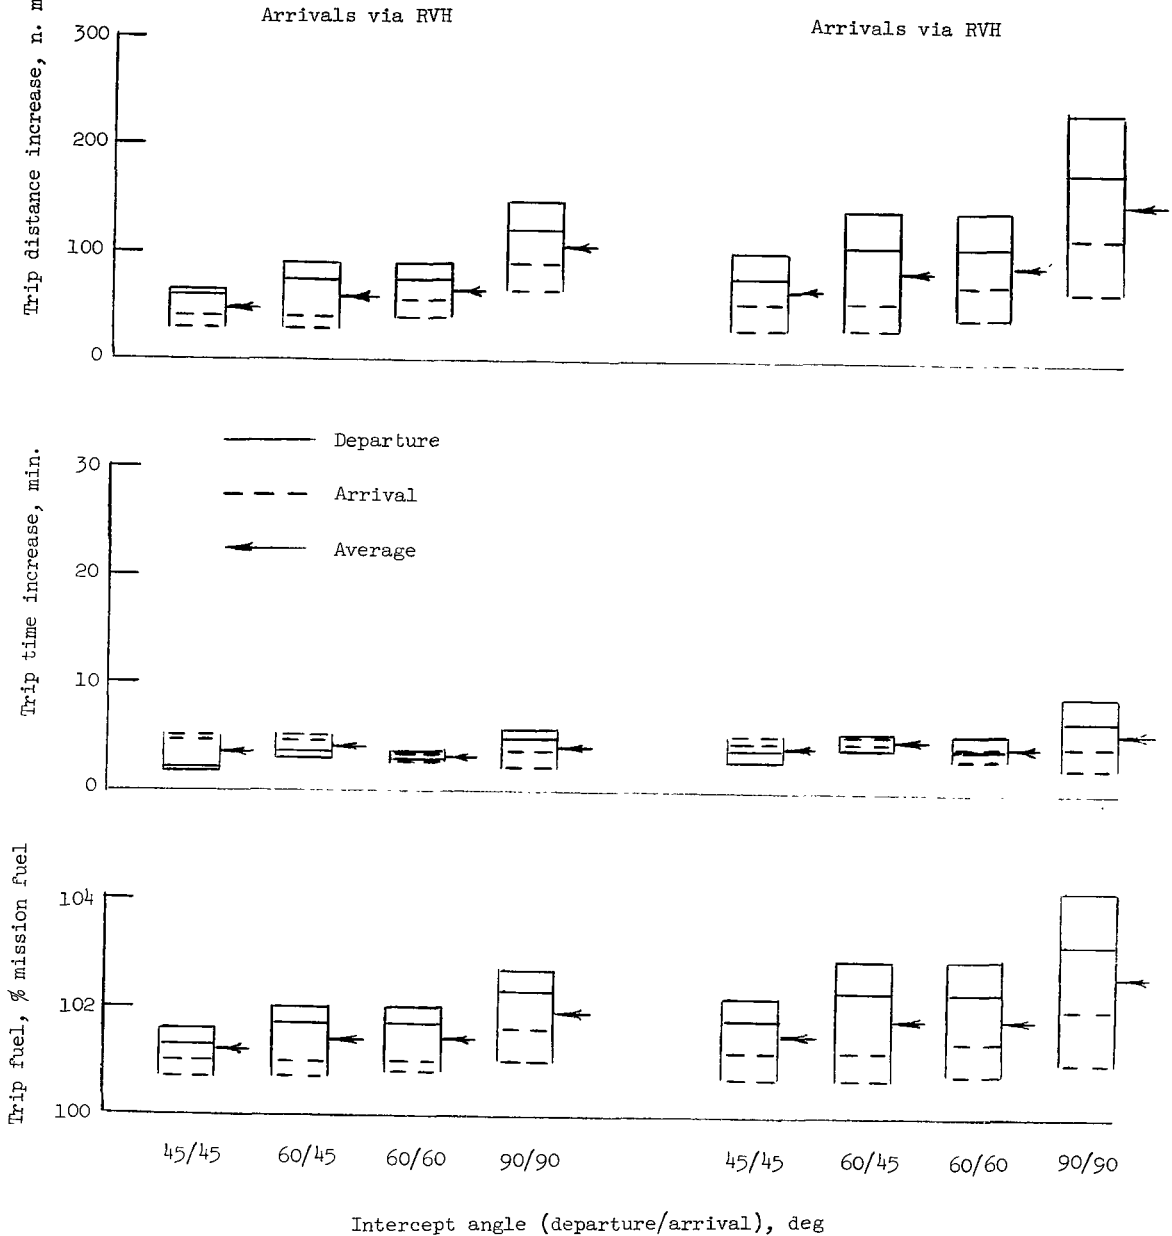 Arrivals via RVH
Arrivals via RVH
Trip distance increase, n. m
300
200
100
0
Departure
Arrival
Average
Trip time increase, min.
30
20
10
0
Trip fuel, % mission fuel
104
102
100
45/45 60/45 60/60 90/90 45/45 60/45 60/60 90/90
Intercept angle (departure/arrival), deg